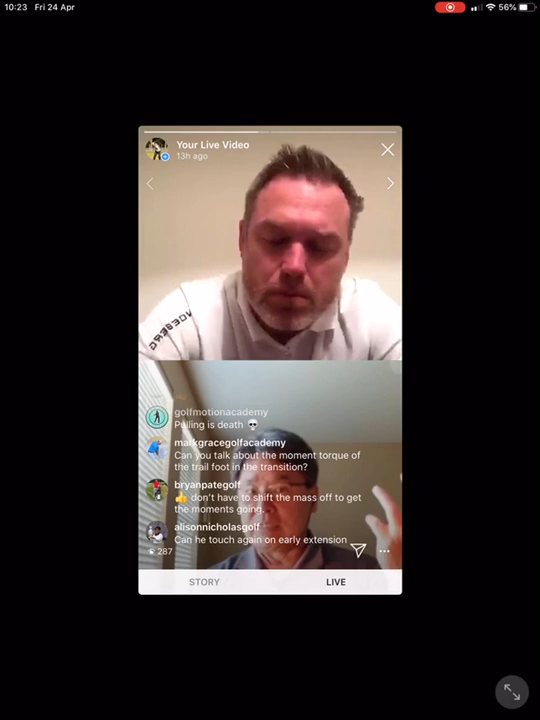 10:23 Fri 24 Apr
56%
Your Live Video
13h ago
golfmotionacademy
Pulling is death 💀
markgracegolfacademy
Can you talk about the moment torque of
the trail foot in the transition?
bryanpategolf
👍 don't have to shift the mass off to get
the moments going.
alisonnicholasgolf
Can he touch again on early extension
287
STORY LIVE